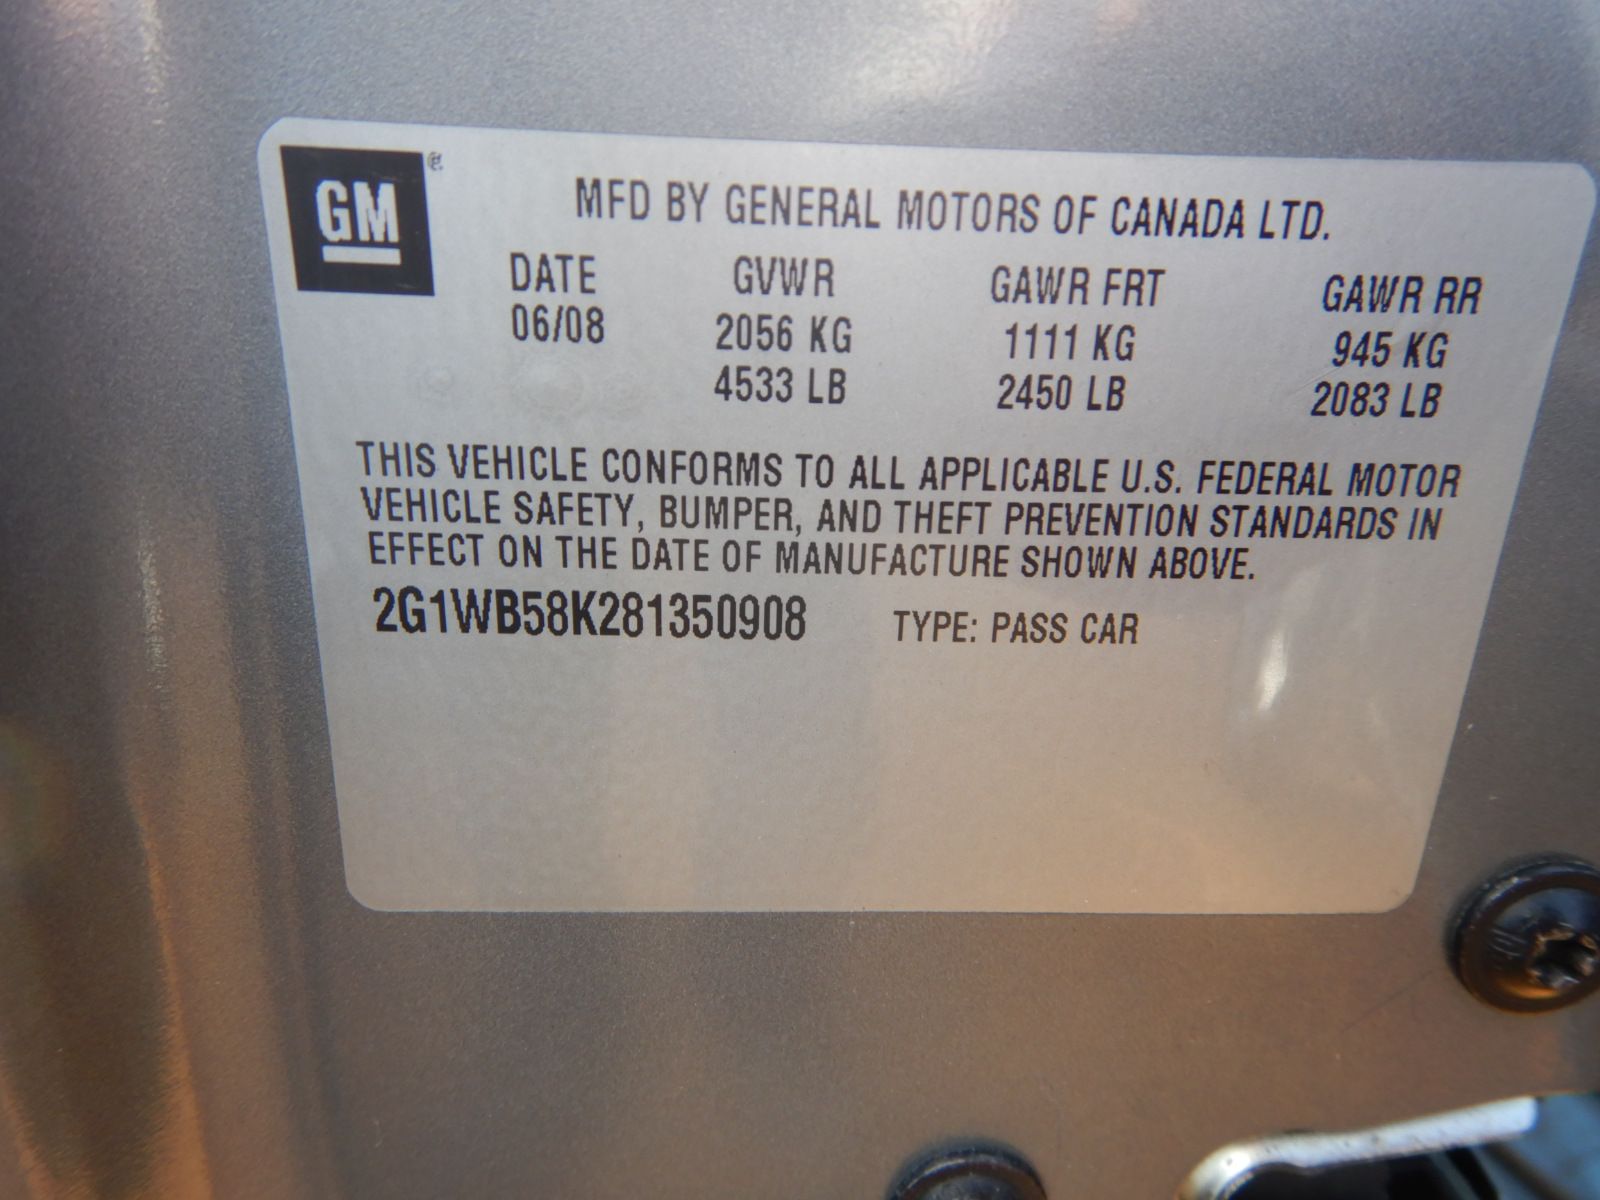 GM
MFD BY GENERAL MOTORS OF CANADA LTD.
DATE GVWR GAWR FRT GAWR RR
06/08 2056 KG 1111 KG 945 KG
4533 LB 2450 LB 2083 LB
THIS VEHICLE CONFORMS TO ALL APPLICABLE U.S. FEDERAL MOTOR
VEHICLE SAFETY, BUMPER, AND THEFT PREVENTION STANDARDS IN
EFFECT ON THE DATE OF MANUFACTURE SHOWN ABOVE.
2G1WB58K281350908 TYPE: PASS CAR